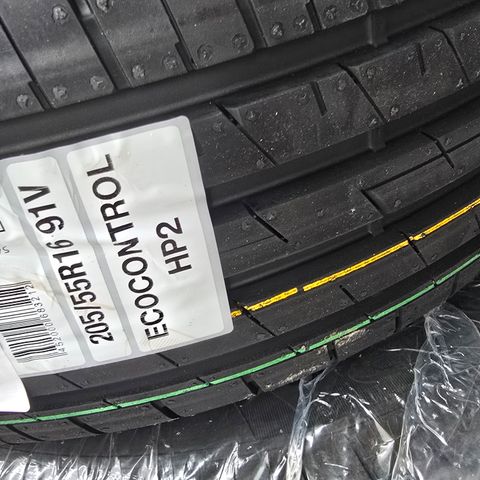 205/55R16 91V
ECOCONTROL
HP2